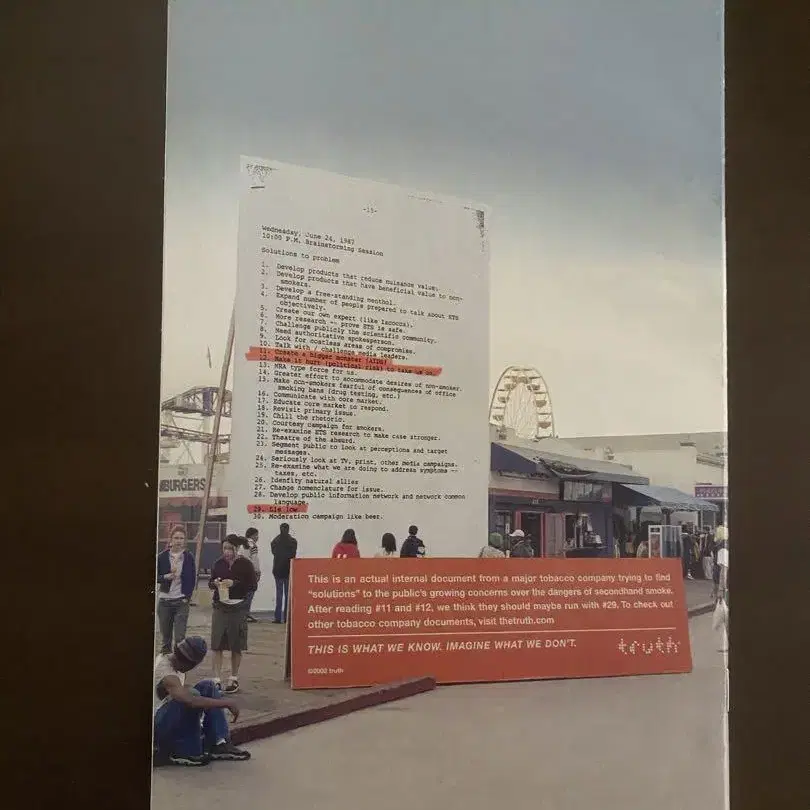 -13-
Wednesday, June 24, 1987
10:00 P.M. Brainstorming Session
Solutions to problem
1. Develop products that reduce nuisance value.
2. Develop products that have beneficial value to non-
smokers.
3. Develop a free-standing menthol.
4. Expand number of people prepared to talk about ETS
objectively.
5. Create our own expert (like Iacocca).
6. More research -- prove ETS is safe.
7. Challenge publicly the scientific community.
8. Need authoritative spokesperson.
9. Look for costless areas of compromise.
10. Talk with / challenge media leaders.
11. Create a bigger monster (AIDS)
12. Make it hurt (political risk) to take us on.
13. NRA type force for us.
14. Greater effort to accommodate desires of non-smoker.
15. Make non-smokers fearful of consequences of office
smoking bans (drug testing, etc.)
16. Communicate with core market.
17. Educate core market to respond.
18. Revisit primary issue.
19. Chill the rhetoric.
20. Courtesy campaign for smokers.
21. Re-examine ETS research to make case stronger.
22. Theatre of the absurd.
23. Segment public to look at perceptions and target
messages.
24. Seriously look at TV, print, other media campaigns.
25. Re-examine what we are doing to address symptoms --
taxes, etc.
26. Identify natural allies
27. Change nomenclature for issue.
28. Develop public information network and network common
language.
29. Lie low.
30. Moderation campaign like beer.
BURGERS
This is an actual internal document from a major tobacco company trying to find
“solutions” to the public's growing concerns over the dangers of secondhand smoke.
After reading #11 and #12, we think they should maybe run with #29. To check out
other tobacco company documents, visit thetruth.com
THIS IS WHAT WE KNOW. IMAGINE WHAT WE DON'T.
truth
truth